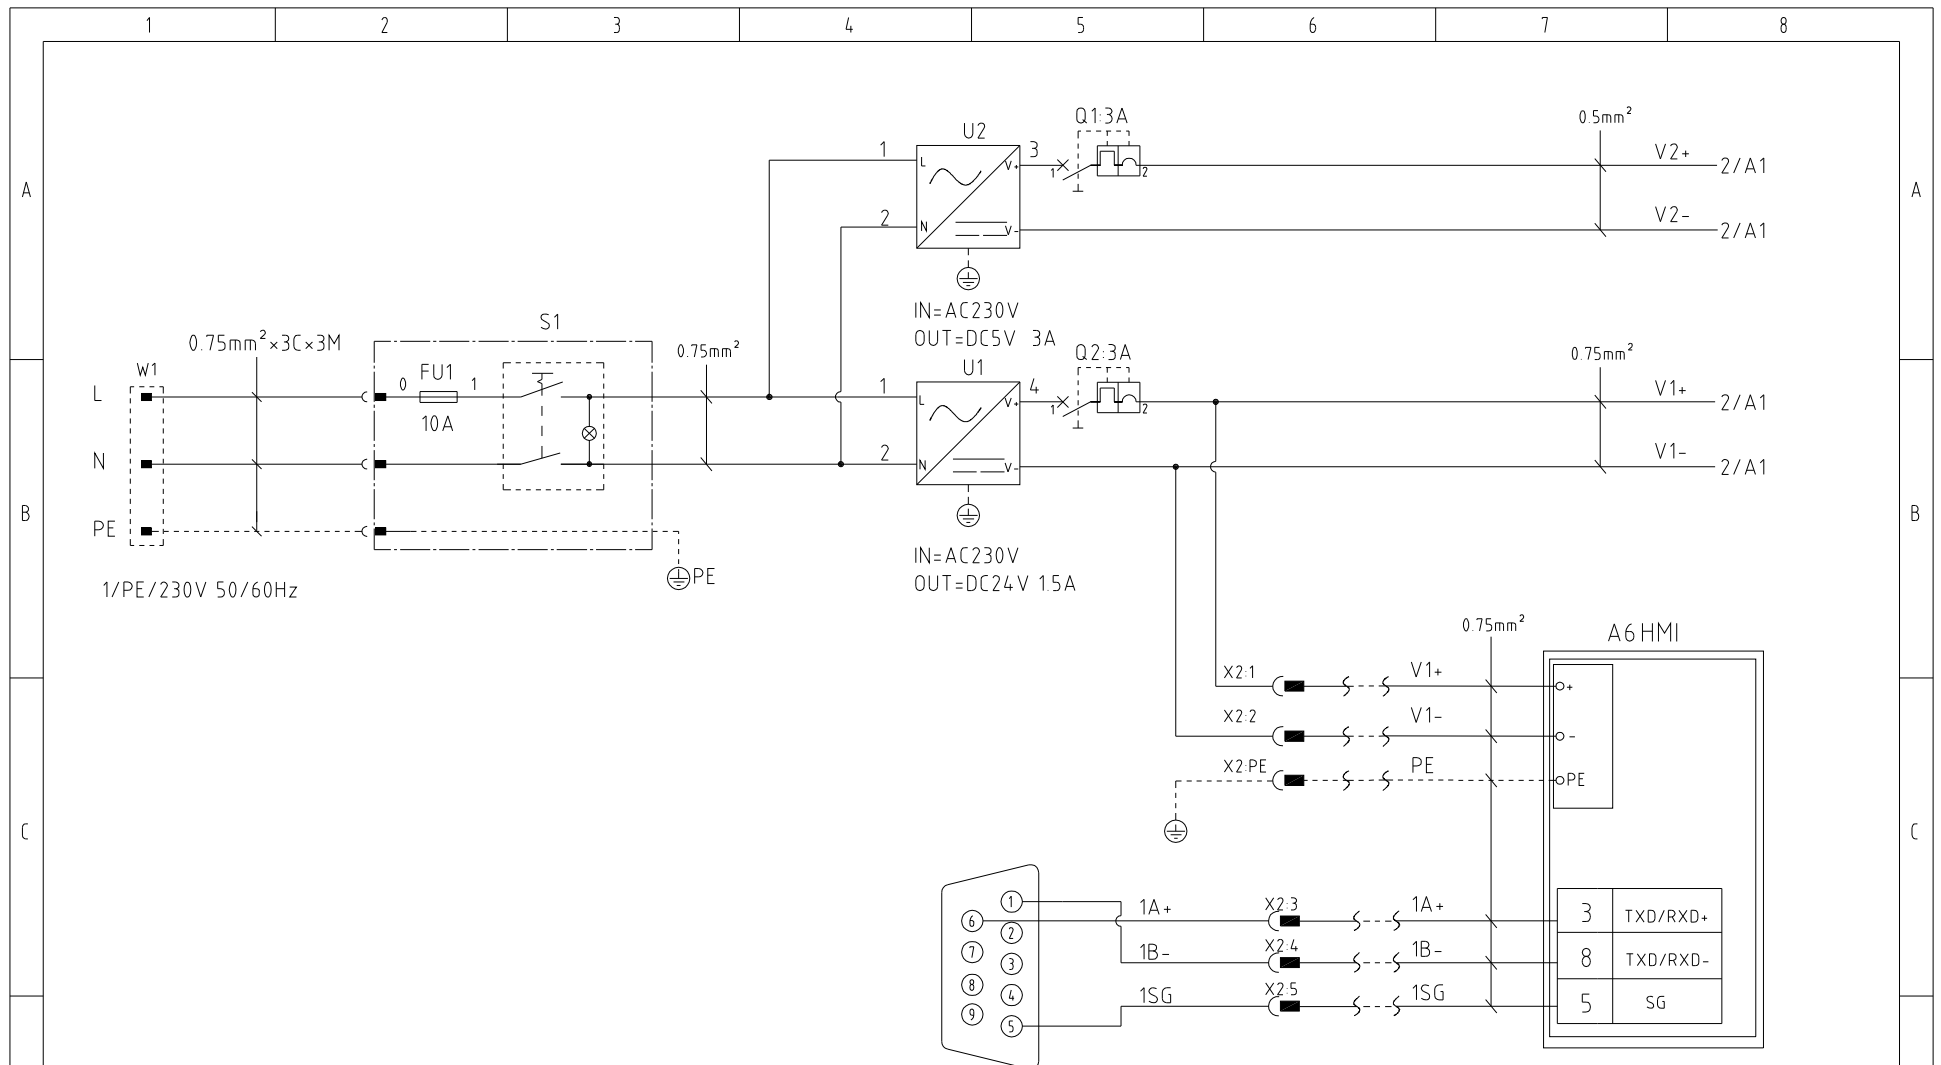 1 2 3 4 5 6 7 8
Q1:3A
0.5mm²
U2
A
1 L V+ 3 1 2 V2+ 2/A1
A
2 N V- V2- 2/A1
IN=AC230V
OUT=DC5V 3A
S1
0.75mm²×3C×3M
0.75mm²
Q2:3A
0.75mm²
W1
FU1
U1
L 0 1 1 L V+ 4 1 2 V1+ 2/A1
10A
N 2 N V- V1- 2/A1
B
B
PE
1/PE/230V 50/60Hz
PE
IN=AC230V
OUT=DC24V 1.5A
0.75mm²
A6 HMI
X2:1 V1+ +
X2:2 V1- -
X2:PE PE PE
C
C
1
6 1A+ X2:3 1A+ 3 TXD/RXD+
2
7 1B- X2:4 1B- 8 TXD/RXD-
3
8
4 1SG X2:5 1SG 5 SG
9
5